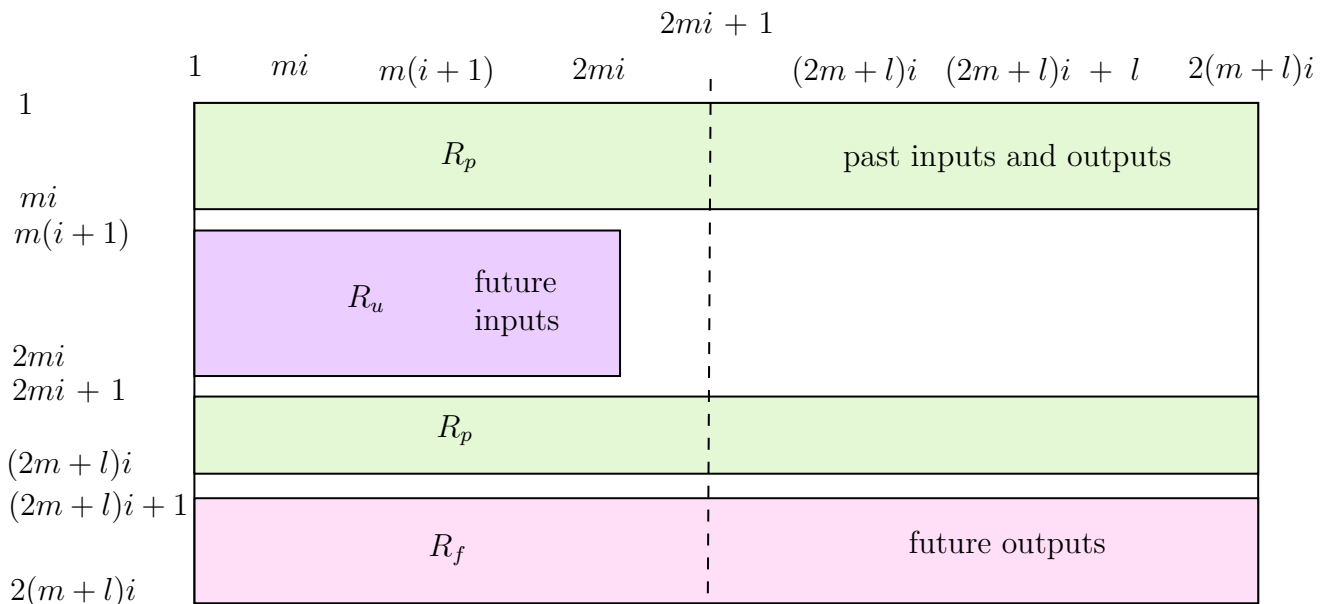 2mi + 1
1 mi m(i + 1) 2mi (2m + l)i (2m + l)i + l 2(m + l)i
1
R_p past inputs and outputs
mi
m(i + 1)
R_u future
inputs
2mi
2mi + 1
R_p
(2m + l)i
(2m + l)i + 1
R_f future outputs
2(m + l)i